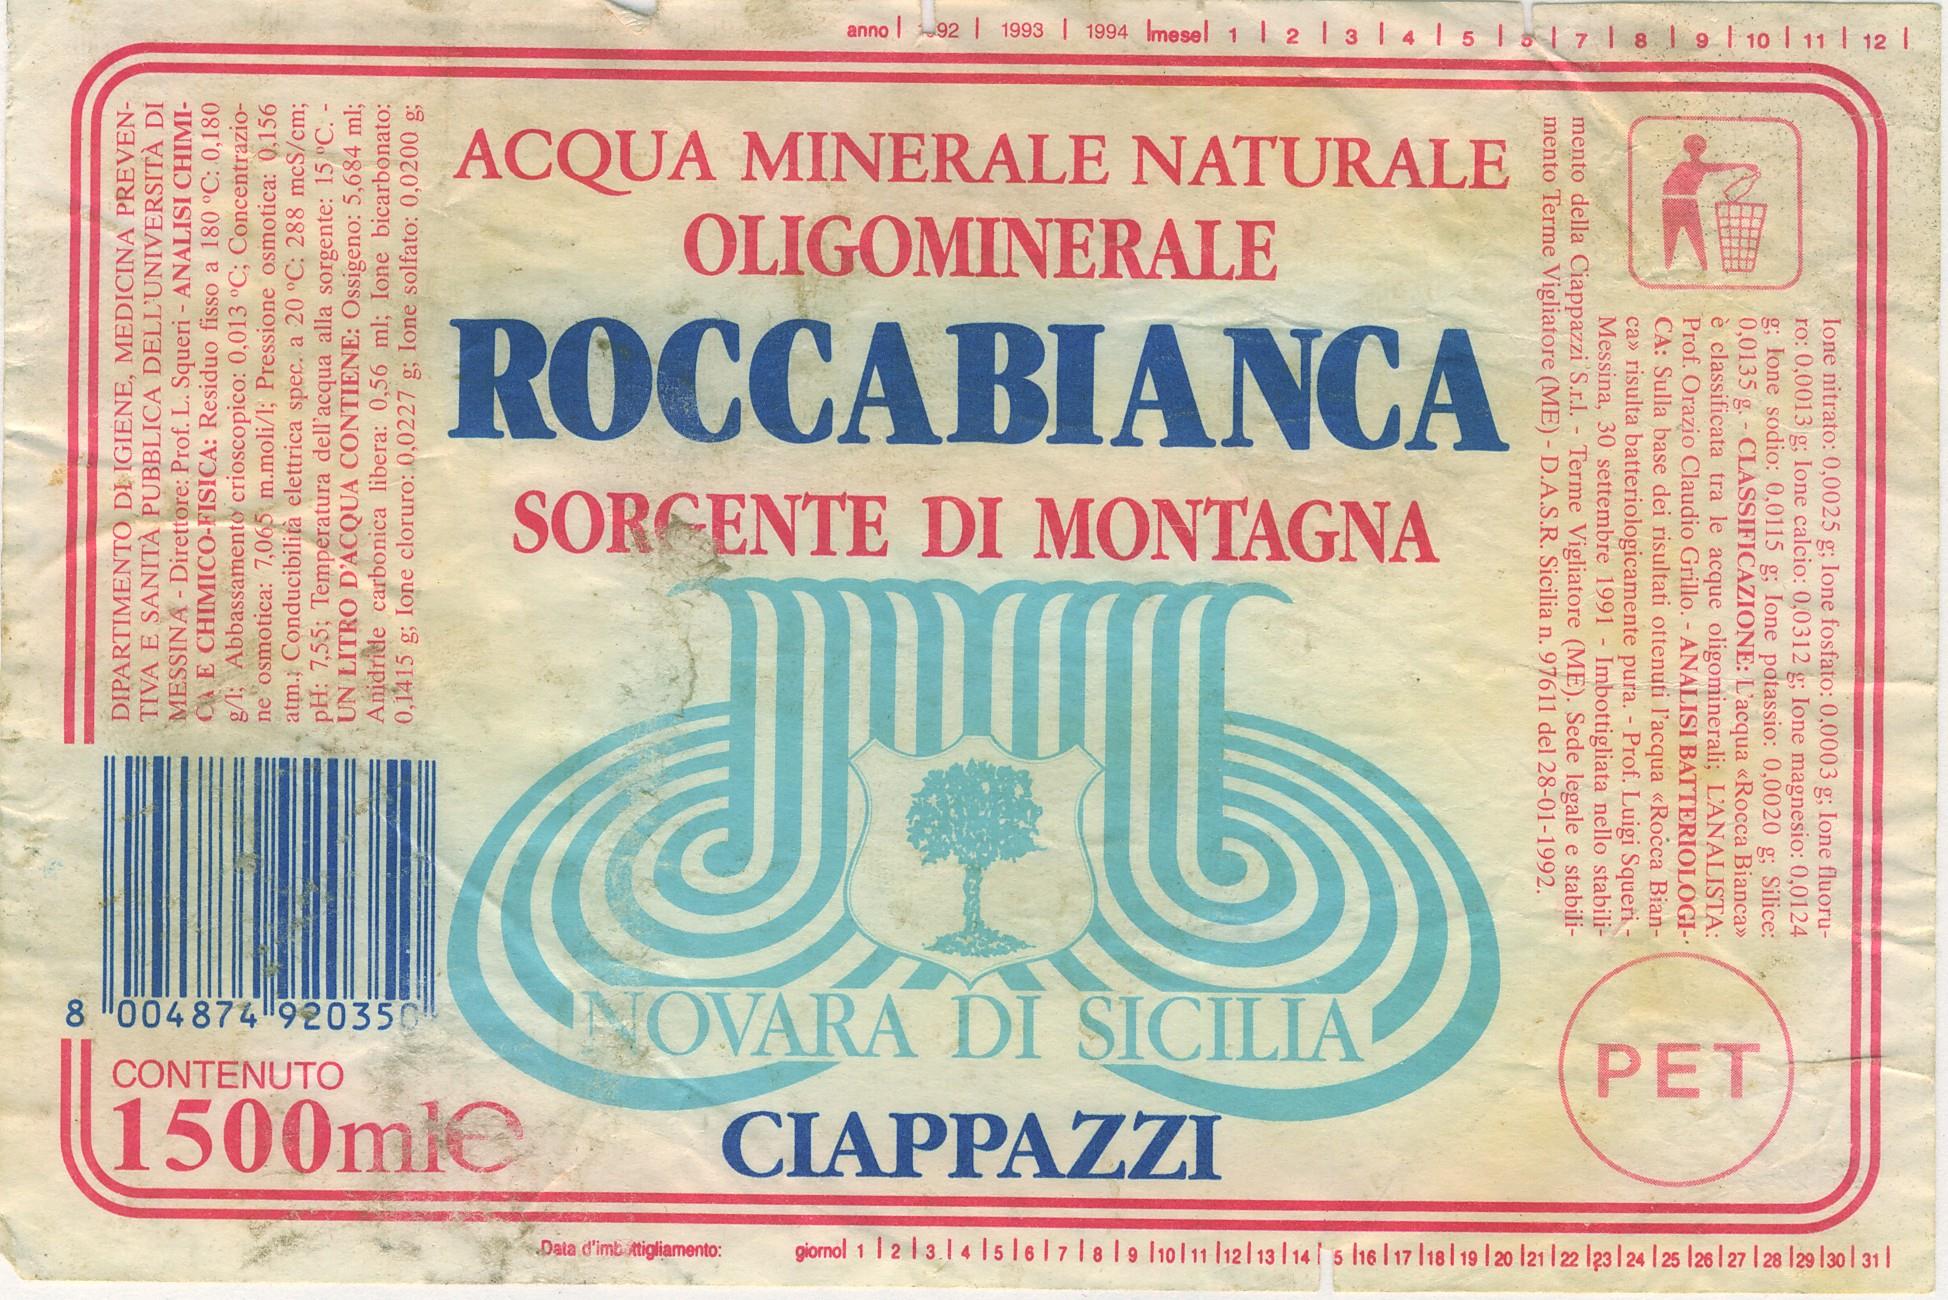 anno | 92 | 1993 | 1994 |mese| 1 | 2 | 3 | 4 | 5 | 6 | 7 | 8 | 9 | 10 | 11 | 12 |
DIPARTIMENTO DI IGIENE, MEDICINA PREVEN-
TIVA E SANITÀ PUBBLICA DELL'UNIVERSITÀ DI
MESSINA - Direttore: Prof. L. Squeri - ANALISI CHIMI-
CA E CHIMICO-FISICA: Residuo fisso a 180 °C: 0,180
g/l; Abbassamento crioscopico: 0,013 °C; Concentrazio-
ne osmotica: 7,065 m.moli/l; Pressione osmotica: 0,156
atm.; Conducibilità elettrica spec. a 20 °C: 288 mcS/cm;
pH: 7,55; Temperatura dell'acqua alla sorgente: 15 °C. -
UN LITRO D'ACQUA CONTIENE: Ossigeno: 5,684 ml;
Anidride carbonica libera: 0,56 ml; Ione bicarbonato:
0,1415 g; Ione cloruro: 0,0227 g; Ione solfato: 0,0200 g;
ACQUA MINERALE NATURALE
OLIGOMINERALE
ROCCABIANCA
SORGENTE DI MONTAGNA
NOVARA DI SICILIA
CIAPPAZZI
8 004874 920350
CONTENUTO
1500ml e
Ione nitrato: 0,0025 g; Ione fosfato: 0,0003 g; Ione fluoru-
ro: 0,0013 g; Ione calcio: 0,0312 g; Ione magnesio: 0,0124
g; Ione sodio: 0,0115 g; Ione potassio: 0,0020 g; Silice:
0,0135 g. - CLASSIFICAZIONE: L'acqua «Rocca Bianca»
è classificata tra le acque oligominerali; L'ANALISTA:
Prof. Orazio Claudio Grillo. - ANALISI BATTERIOLOGI-
CA: Sulla base dei risultati ottenuti l'acqua «Rocca Bian-
ca» risulta batteriologicamente pura. - Prof. Luigi Squeri -
Messina, 30 settembre 1991 - Imbottigliata nello stabili-
mento della Ciappazzi S.r.l. - Terme Vigliatore (ME). Sede legale e stabili-
mento Terme Vigliatore (ME) - D.A.S.R. Sicilia n. 97611 del 28-01-1992.
PET
Data d'imbottigliamento: giorno| 1 | 2 | 3 | 4 | 5 | 6 | 7 | 8 | 9 |10|11|12|13|14| 5 |16|17|18|19|20|21|22|23|24|25|26|27|28|29|30|31|